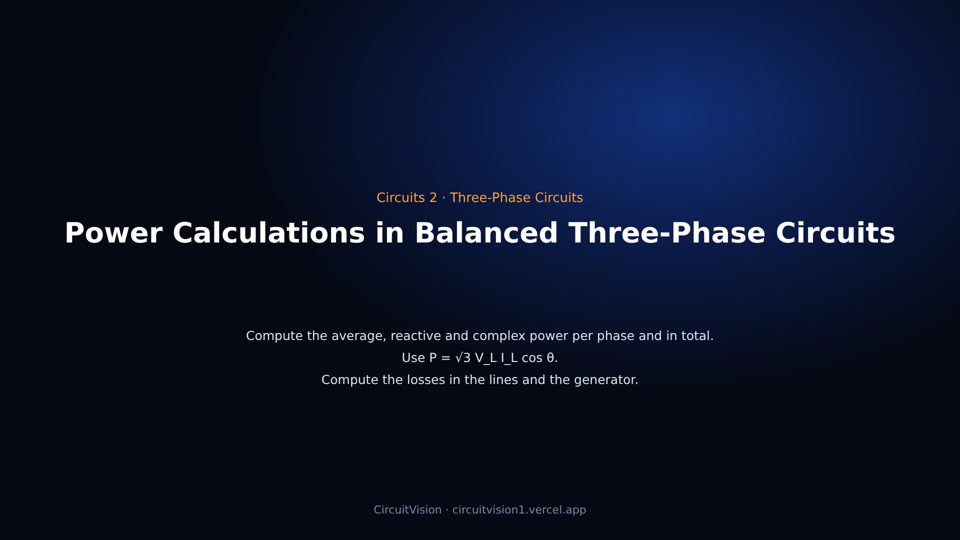 Circuits 2 · Three-Phase Circuits
Power Calculations in Balanced Three-Phase Circuits
Compute the average, reactive and complex power per phase and in total.
Use P = √3 V_L I_L cos θ.
Compute the losses in the lines and the generator.
CircuitVision · circuitvision1.vercel.app